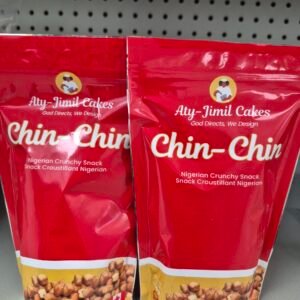 Aty-Jimil Cakes
God Directs, We Design
Chin-Chin
Nigerian Crunchy Snack
Snack Croustillant Nigerian
Aty-Jimil Cakes
God Directs, We Design
Chin-Chin
Nigerian Crunchy Snack
Snack Croustillant Nigerian